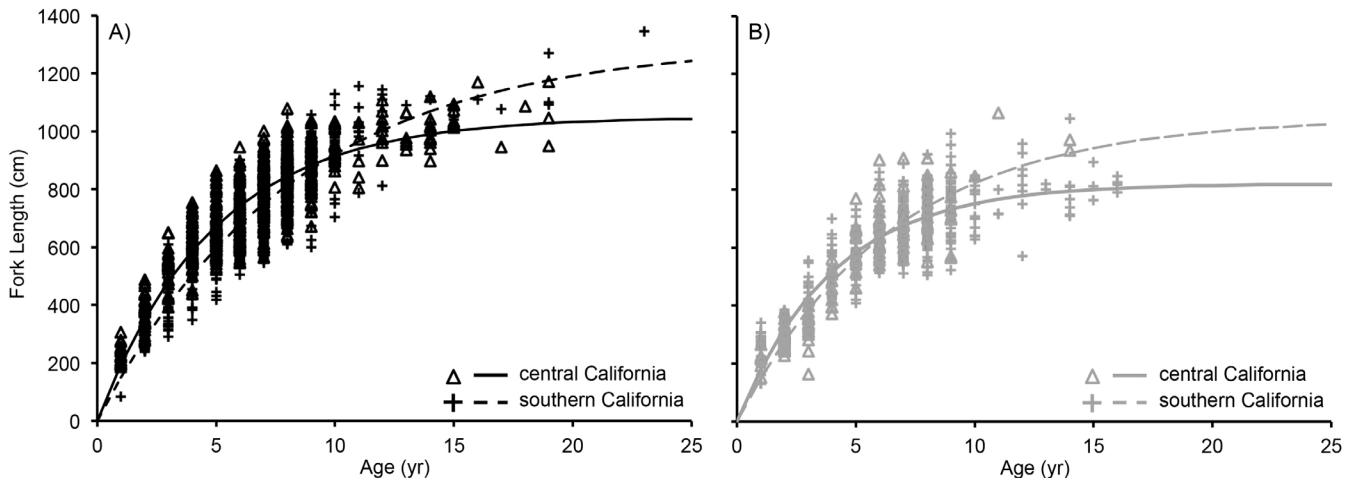 A)
1400
1200
1000
800
600
400
200
0
Fork Length (cm)
central California
southern California
0 5 10 15 20 25
Age (yr)
B)
central California
southern California
0 5 10 15 20 25
Age (yr)